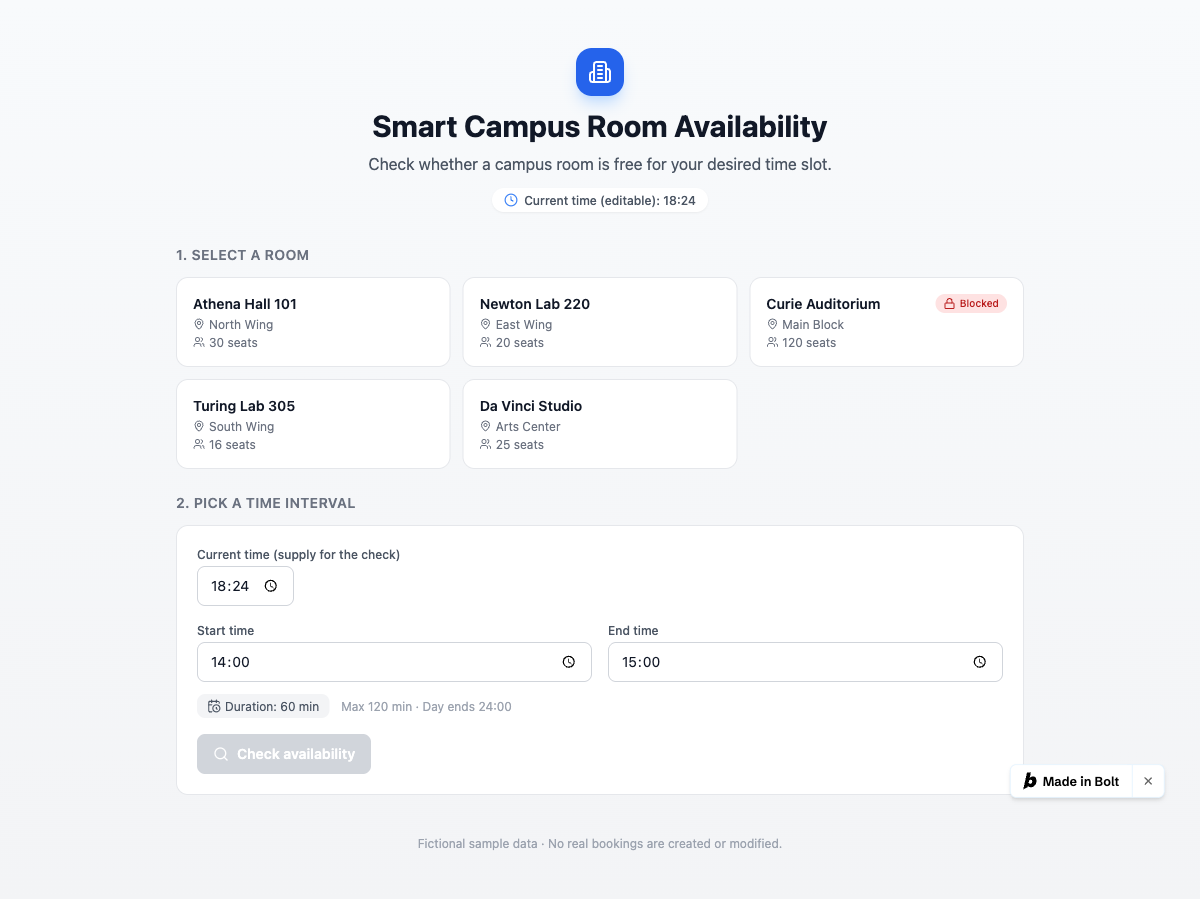 Smart Campus Room Availability
Check whether a campus room is free for your desired time slot.
Current time (editable): 18:24
1. SELECT A ROOM
Athena Hall 101
North Wing
30 seats
Newton Lab 220
East Wing
20 seats
Curie Auditorium
Blocked
Main Block
120 seats
Turing Lab 305
South Wing
16 seats
Da Vinci Studio
Arts Center
25 seats
2. PICK A TIME INTERVAL
Current time (supply for the check)
18:24
Start time
14:00
End time
15:00
Duration: 60 min
Max 120 min · Day ends 24:00
Check availability
b Made in Bolt
Fictional sample data · No real bookings are created or modified.